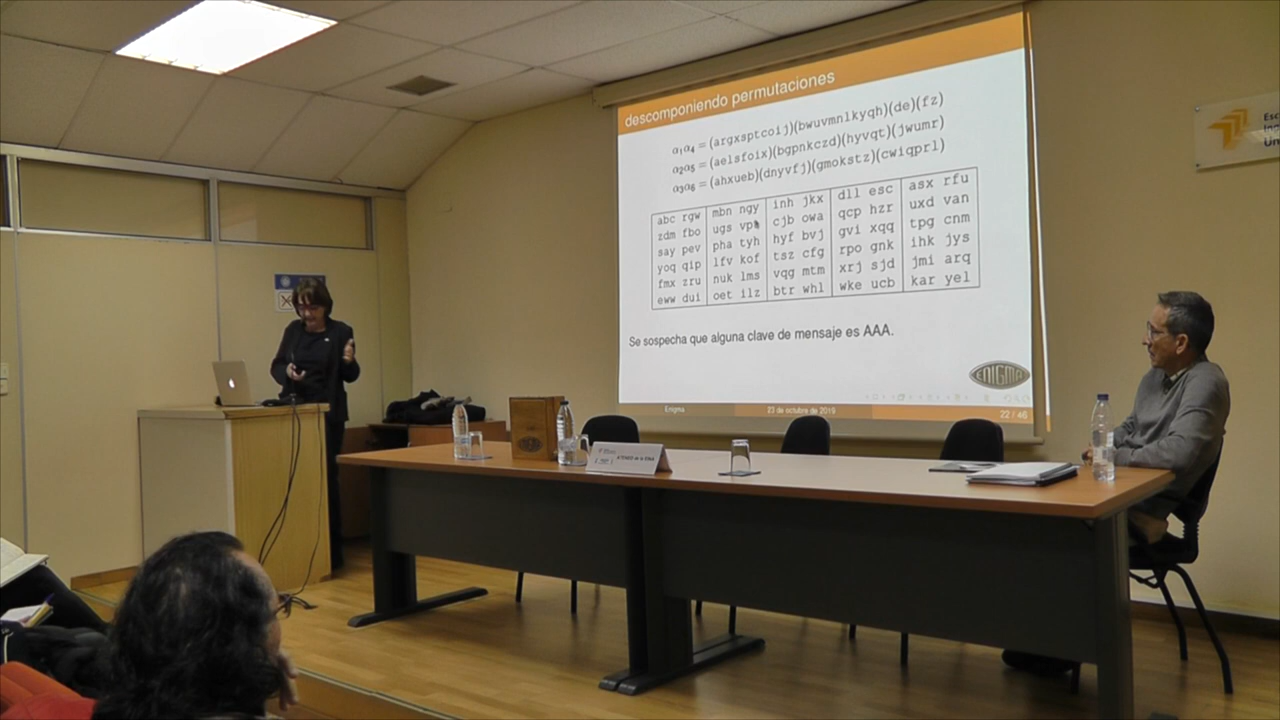 descomponiendo permutaciones
α₁α₄ = (argxsptcoij)(bwuvmnlkyqh)(de)(fz)
α₂α₅ = (aelsfoix)(bgpnkczd)(hyvqt)(jwumr)
α₃α₆ = (ahxueb)(dnyvfj)(gmokstz)(cwiqprl)
abc rgw mbn ngy inh jkx dll esc asx rfu
zdm fbo ugs vpk cjb owa qcp hzr uxd van
say pev pha tyh hyf bvj gvi xqq tpg cnm
yoq qip lfv kof tsz cfg rpo gnk ihk jys
fmx zru nuk lms vqg mtm xrj sjd jmi arq
eww dui oet ilz btr whl wke ucb kar yel
Se sospecha que alguna clave de mensaje es AAA.
ENIGMA
Enigma 23 de octubre de 2019 22 / 46